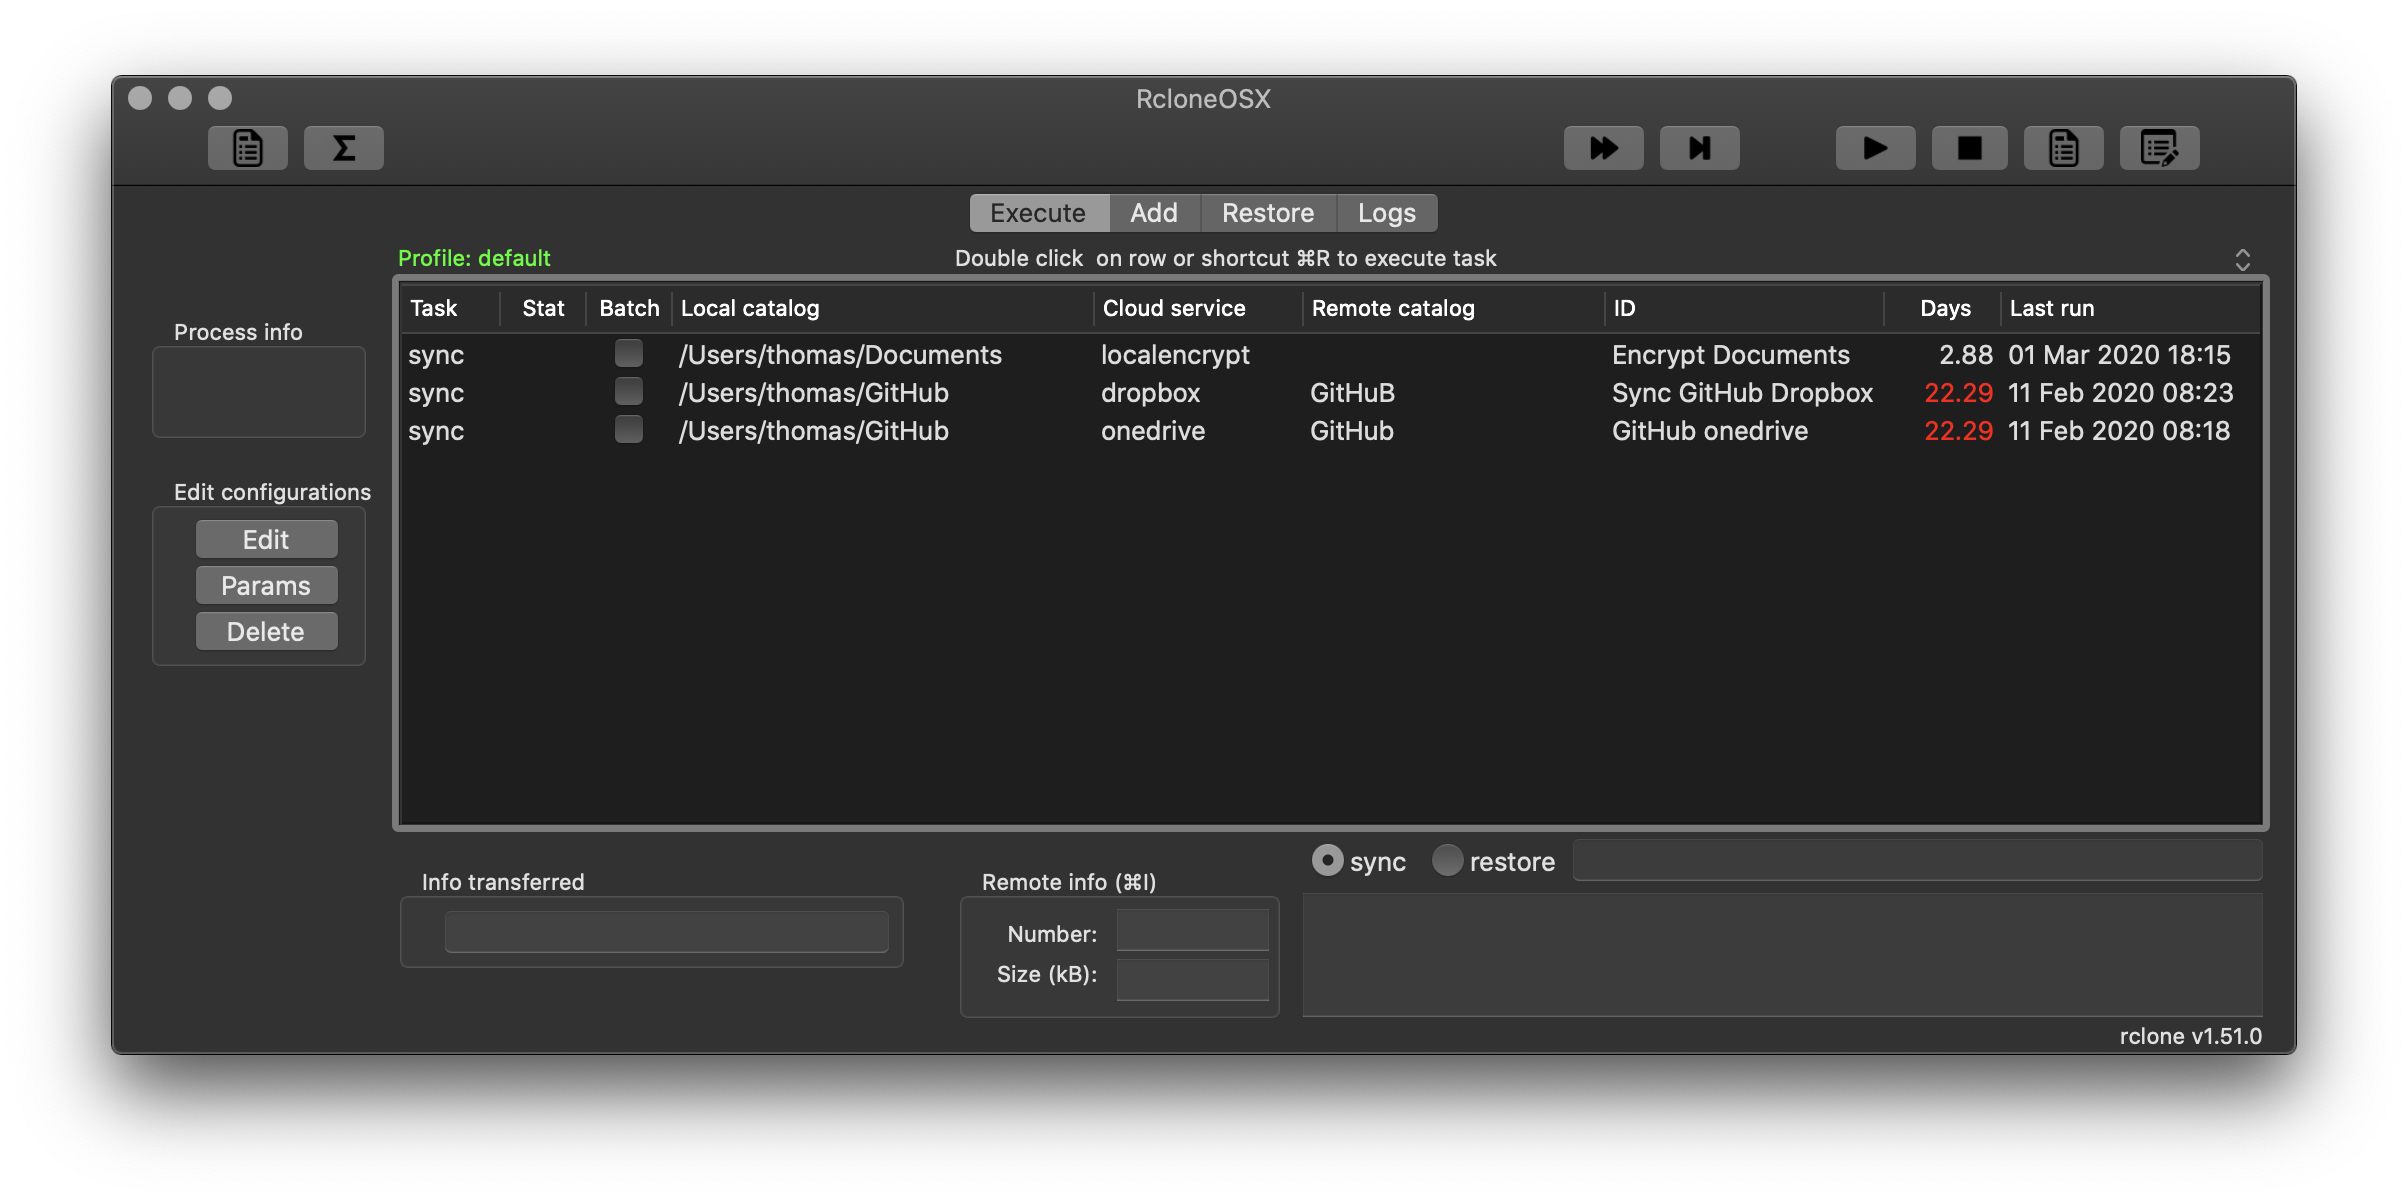 RcloneOSX
Execute Add Restore Logs
Profile: default
Double click  on row or shortcut ⌘R to execute task
Task Stat Batch Local catalog Cloud service Remote catalog ID Days Last run
sync /Users/thomas/Documents localencrypt Encrypt Documents 2.88 01 Mar 2020 18:15
sync /Users/thomas/GitHub dropbox GitHuB Sync GitHub Dropbox 22.29 11 Feb 2020 08:23
sync /Users/thomas/GitHub onedrive GitHub GitHub onedrive 22.29 11 Feb 2020 08:18
Process info
Edit configurations
Edit
Params
Delete
sync restore
Info transferred
Remote info (⌘I)
Number:
Size (kB):
rclone v1.51.0